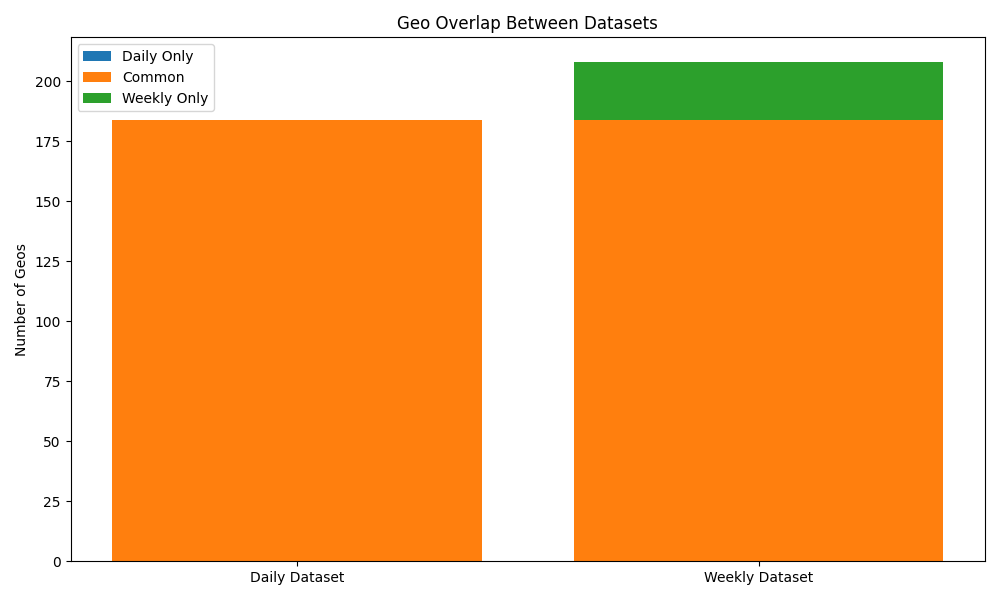 Geo Overlap Between Datasets
Daily Only
Common
Weekly Only
Number of Geos
200
175
150
125
100
75
50
25
0
Daily Dataset
Weekly Dataset